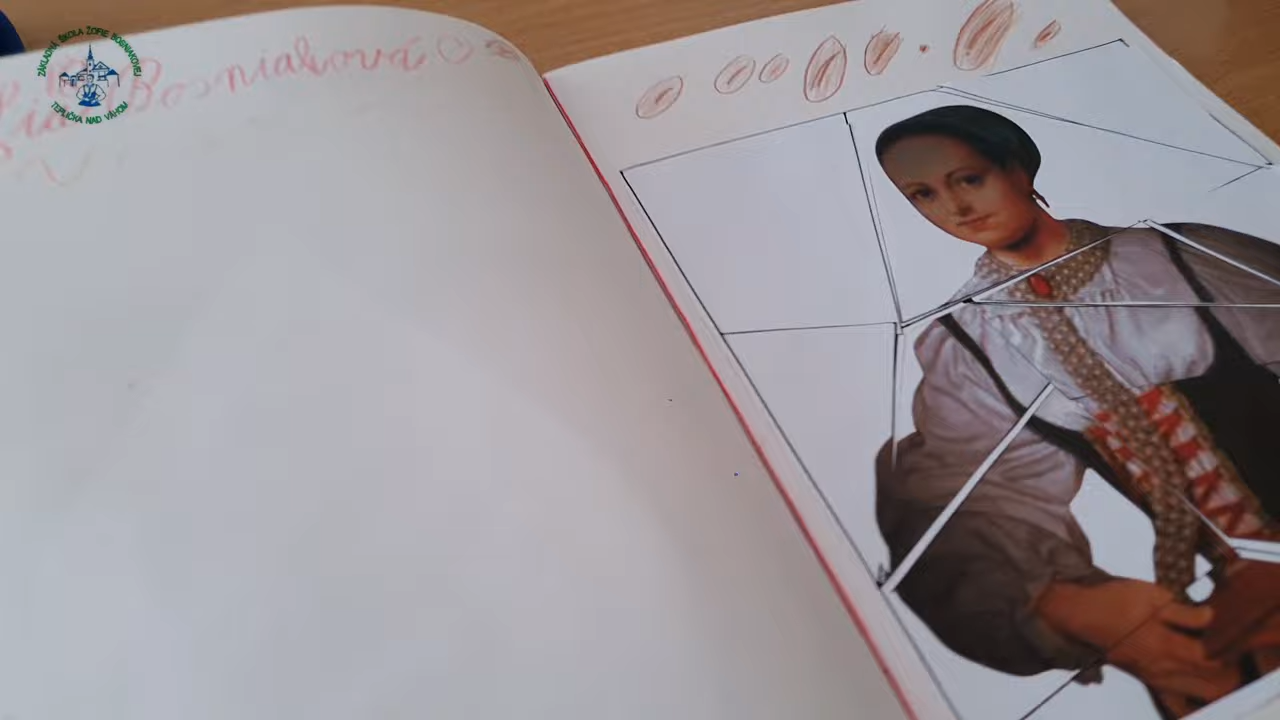 ZÁKLADNÁ ŠKOLA ŽOFIE BOSNIAKOVEJ
TEPLIČKA NAD VÁHOM
Bosniaková